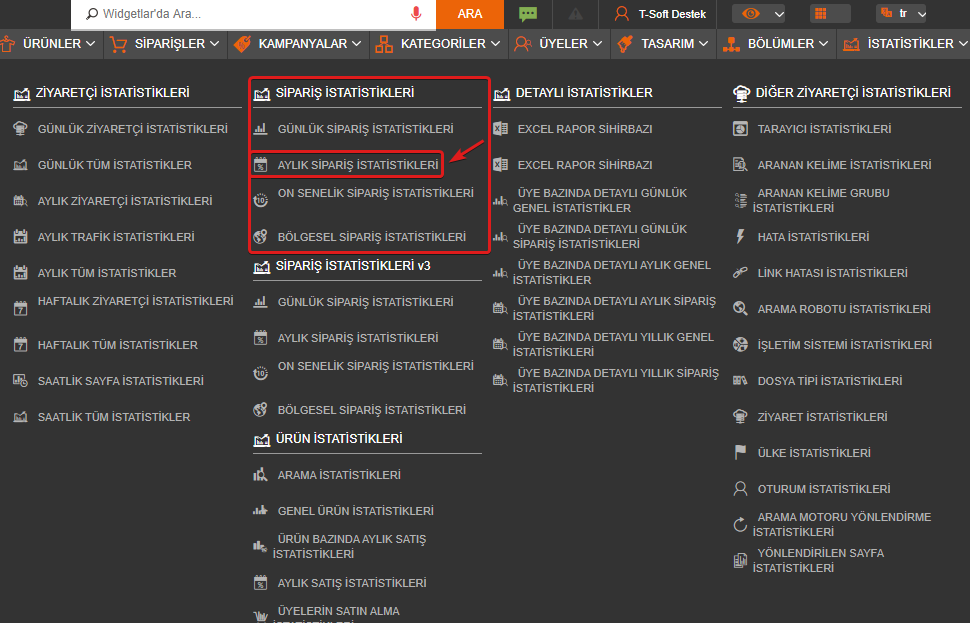 Widgetlar'da Ara...
ARA
T-Soft Destek
tr
ÜRÜNLER
SİPARİŞLER
KAMPANYALAR
KATEGORİLER
ÜYELER
TASARIM
BÖLÜMLER
İSTATİSTİKLER
ZİYARETÇİ İSTATİSTİKLERİ
GÜNLÜK ZİYARETÇİ İSTATİSTİKLERİ
GÜNLÜK TÜM İSTATİSTİKLER
AYLIK ZİYARETÇİ İSTATİSTİKLERİ
AYLIK TRAFİK İSTATİSTİKLERİ
AYLIK TÜM İSTATİSTİKLER
HAFTALIK ZİYARETÇİ İSTATİSTİKLERİ
HAFTALIK TÜM İSTATİSTİKLER
SAATLİK SAYFA İSTATİSTİKLERİ
SAATLİK TÜM İSTATİSTİKLER
SİPARİŞ İSTATİSTİKLERİ
GÜNLÜK SİPARİŞ İSTATİSTİKLERİ
AYLIK SİPARİŞ İSTATİSTİKLERİ
ON SENELİK SİPARİŞ İSTATİSTİKLERİ
BÖLGESEL SİPARİŞ İSTATİSTİKLERİ
SİPARİŞ İSTATİSTİKLERİ v3
GÜNLÜK SİPARİŞ İSTATİSTİKLERİ
AYLIK SİPARİŞ İSTATİSTİKLERİ
ON SENELİK SİPARİŞ İSTATİSTİKLERİ
BÖLGESEL SİPARİŞ İSTATİSTİKLERİ
ÜRÜN İSTATİSTİKLERİ
ARAMA İSTATİSTİKLERİ
GENEL ÜRÜN İSTATİSTİKLERİ
ÜRÜN BAZINDA AYLIK SATIŞ
İSTATİSTİKLERİ
AYLIK SATIŞ İSTATİSTİKLERİ
ÜYELERİN SATIN ALMA
İSTATİSTİKLERİ
DETAYLI İSTATİSTİKLER
EXCEL RAPOR SİHİRBAZI
EXCEL RAPOR SİHİRBAZI
ÜYE BAZINDA DETAYLI GÜNLÜK
GENEL İSTATİSTİKLER
ÜYE BAZINDA DETAYLI GÜNLÜK
SİPARİŞ İSTATİSTİKLERİ
ÜYE BAZINDA DETAYLI AYLIK GENEL
İSTATİSTİKLER
ÜYE BAZINDA DETAYLI AYLIK SİPARİŞ
İSTATİSTİKLERİ
ÜYE BAZINDA DETAYLI YILLIK GENEL
İSTATİSTİKLERİ
ÜYE BAZINDA DETAYLI YILLIK SİPARİŞ
İSTATİSTİKLERİ
DİĞER ZİYARETÇİ İSTATİSTİKLERİ
TARAYICI İSTATİSTİKLERİ
ARANAN KELİME İSTATİSTİKLERİ
ARANAN KELİME GRUBU
İSTATİSTİKLERİ
HATA İSTATİSTİKLERİ
LİNK HATASI İSTATİSTİKLERİ
ARAMA ROBOTU İSTATİSTİKLERİ
İŞLETİM SİSTEMİ İSTATİSTİKLERİ
DOSYA TİPİ İSTATİSTİKLERİ
ZİYARET İSTATİSTİKLERİ
ÜLKE İSTATİSTİKLERİ
OTURUM İSTATİSTİKLERİ
ARAMA MOTORU YÖNLENDİRME
İSTATİSTİKLERİ
YÖNLENDİRİLEN SAYFA
İSTATİSTİKLERİ